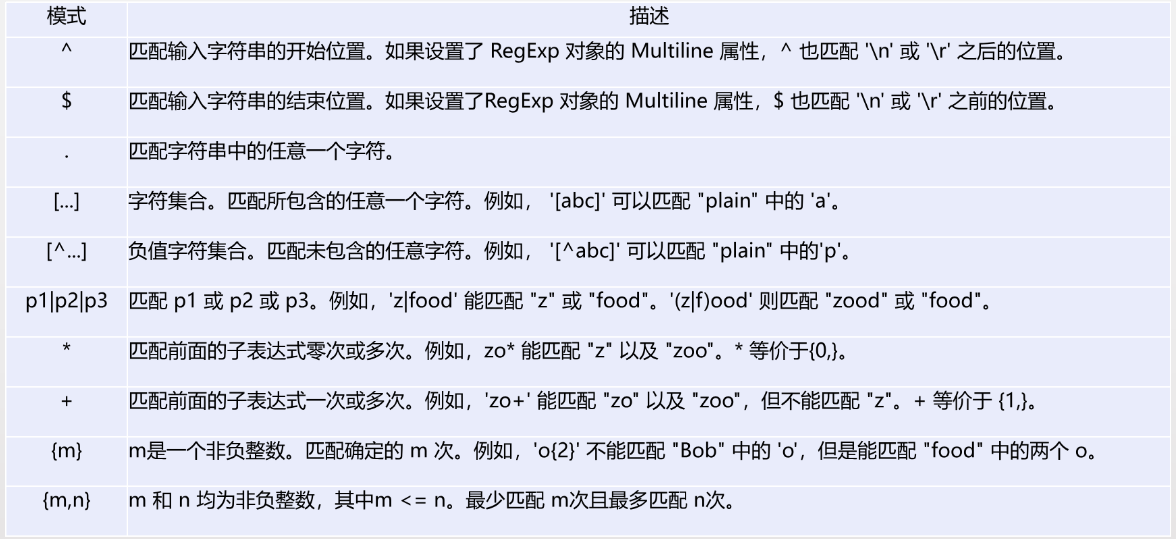 模式 描述
^ 匹配输入字符串的开始位置。如果设置了 RegExp 对象的 Multiline 属性，^ 也匹配 '\n' 或 '\r' 之后的位置。
$ 匹配输入字符串的结束位置。如果设置了RegExp 对象的 Multiline 属性，$ 也匹配 '\n' 或 '\r' 之前的位置。
. 匹配字符串中的任意一个字符。
[...] 字符集合。匹配所包含的任意一个字符。例如， '[abc]' 可以匹配 "plain" 中的 'a'。
[^...] 负值字符集合。匹配未包含的任意字符。例如， '[^abc]' 可以匹配 "plain" 中的'p'。
p1|p2|p3 匹配 p1 或 p2 或 p3。例如，'z|food' 能匹配 "z" 或 "food"。'(z|f)ood' 则匹配 "zood" 或 "food"。
* 匹配前面的子表达式零次或多次。例如，zo* 能匹配 "z" 以及 "zoo"。* 等价于{0,}。
+ 匹配前面的子表达式一次或多次。例如，'zo+' 能匹配 "zo" 以及 "zoo"，但不能匹配 "z"。+ 等价于 {1,}。
{m} m是一个非负整数。匹配确定的 m 次。例如，'o{2}' 不能匹配 "Bob" 中的 'o'，但是能匹配 "food" 中的两个 o。
{m,n} m 和 n 均为非负整数，其中m <= n。最少匹配 m次且最多匹配 n次。